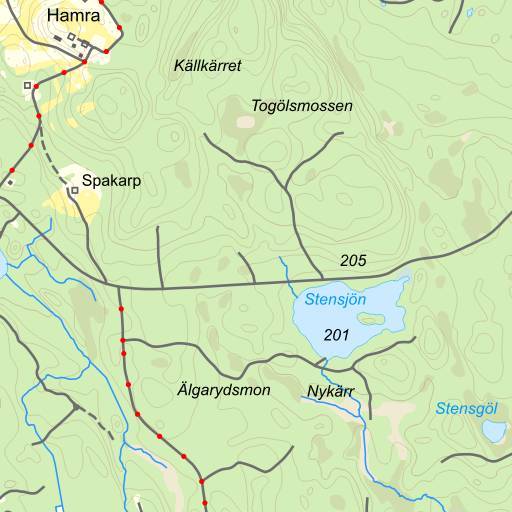 Hamra
Källkärret
Togölsmossen
Spakarp
205
Stensjön
201
Älgarydsmon
Nykärr
Stensgöl